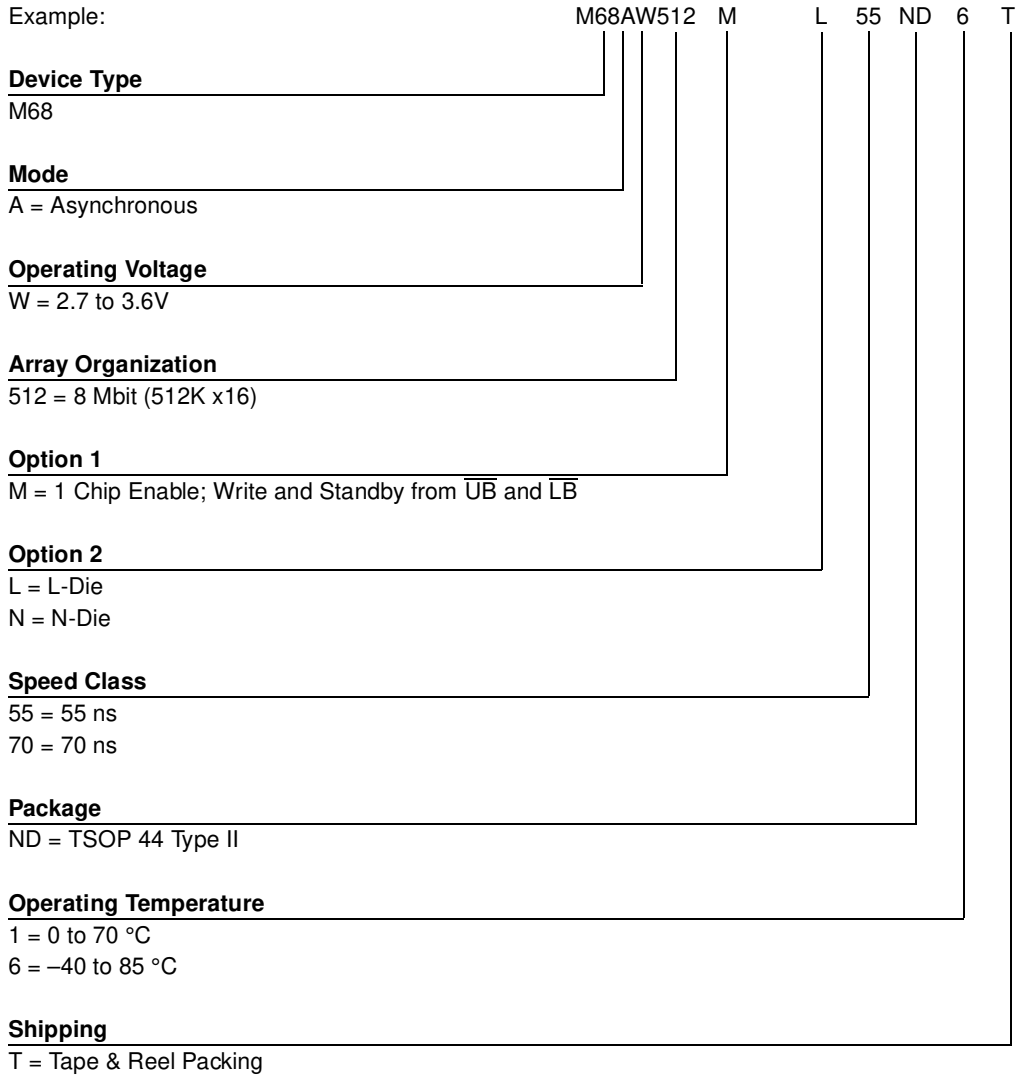 Example: M68AW512 M L 55 ND 6 T
Device Type
M68
Mode
A = Asynchronous
Operating Voltage
W = 2.7 to 3.6V
Array Organization
512 = 8 Mbit (512K x16)
Option 1
M = 1 Chip Enable; Write and Standby from U̅B̅ and L̅B̅
Option 2
L = L-Die
N = N-Die
Speed Class
55 = 55 ns
70 = 70 ns
Package
ND = TSOP 44 Type II
Operating Temperature
1 = 0 to 70 °C
6 = –40 to 85 °C
Shipping
T = Tape & Reel Packing